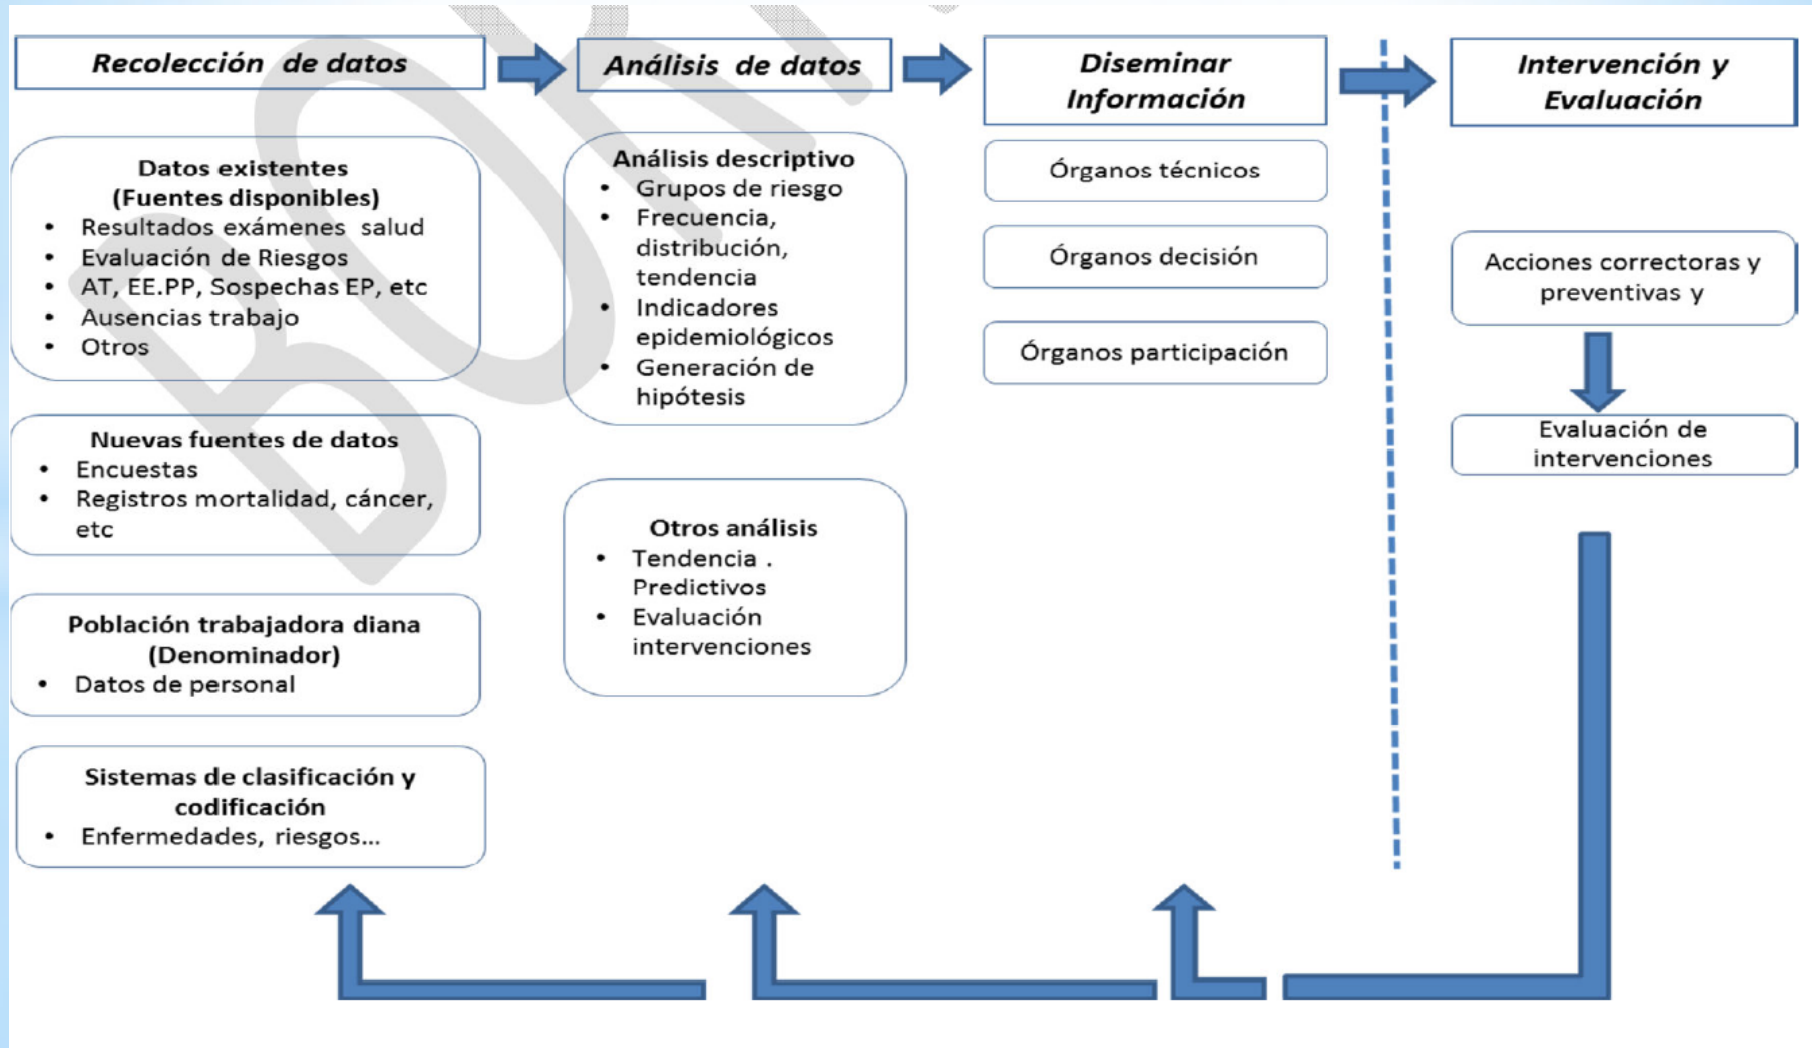 Recolección de datos
Datos existentes
(Fuentes disponibles)
• Resultados exámenes salud
• Evaluación de Riesgos
• AT, EE.PP, Sospechas EP, etc
• Ausencias trabajo
• Otros
Nuevas fuentes de datos
• Encuestas
• Registros mortalidad, cáncer,
etc
Población trabajadora diana
(Denominador)
• Datos de personal
Sistemas de clasificación y
codificación
• Enfermedades, riesgos...
Análisis de datos
Análisis descriptivo
• Grupos de riesgo
• Frecuencia,
distribución,
tendencia
• Indicadores
epidemiológicos
• Generación de
hipótesis
Otros análisis
• Tendencia .
Predictivos
• Evaluación
intervenciones
Diseminar
Información
Órganos técnicos
Órganos decisión
Órganos participación
Intervención y
Evaluación
Acciones correctoras y
preventivas y
Evaluación de
intervenciones